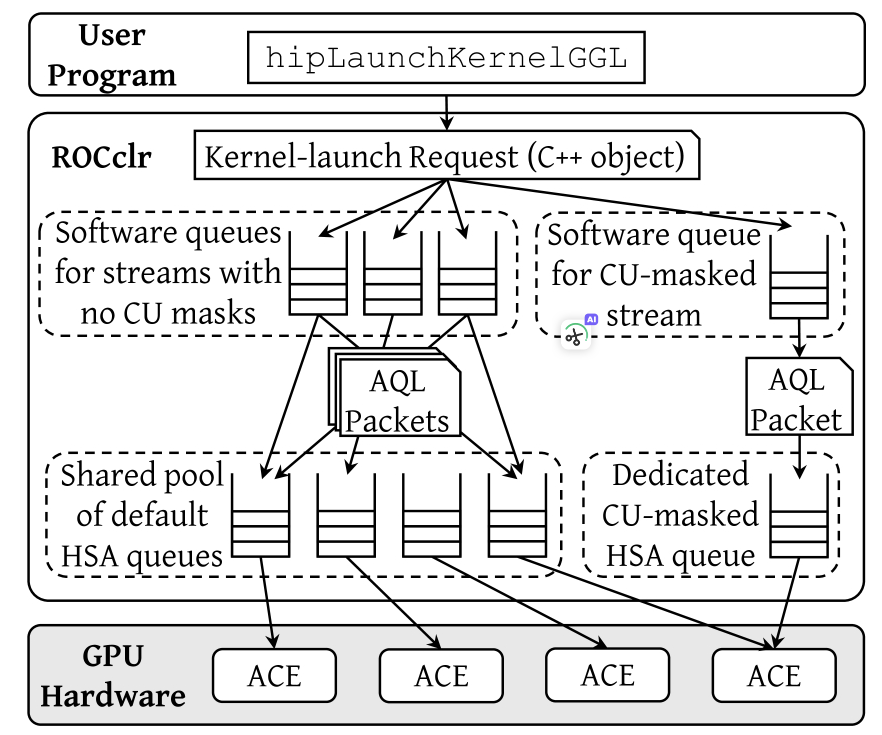 User
Program
hipLaunchKernelGGL
ROCclr
Kernel-launch Request (C++ object)
Software queues
for streams with
no CU masks
Software queue
for CU-masked
stream
AI
AQL
Packets
AQL
Packet
Shared pool
of default
HSA queues
Dedicated
CU-masked
HSA queue
GPU
Hardware
ACE
ACE
ACE
ACE